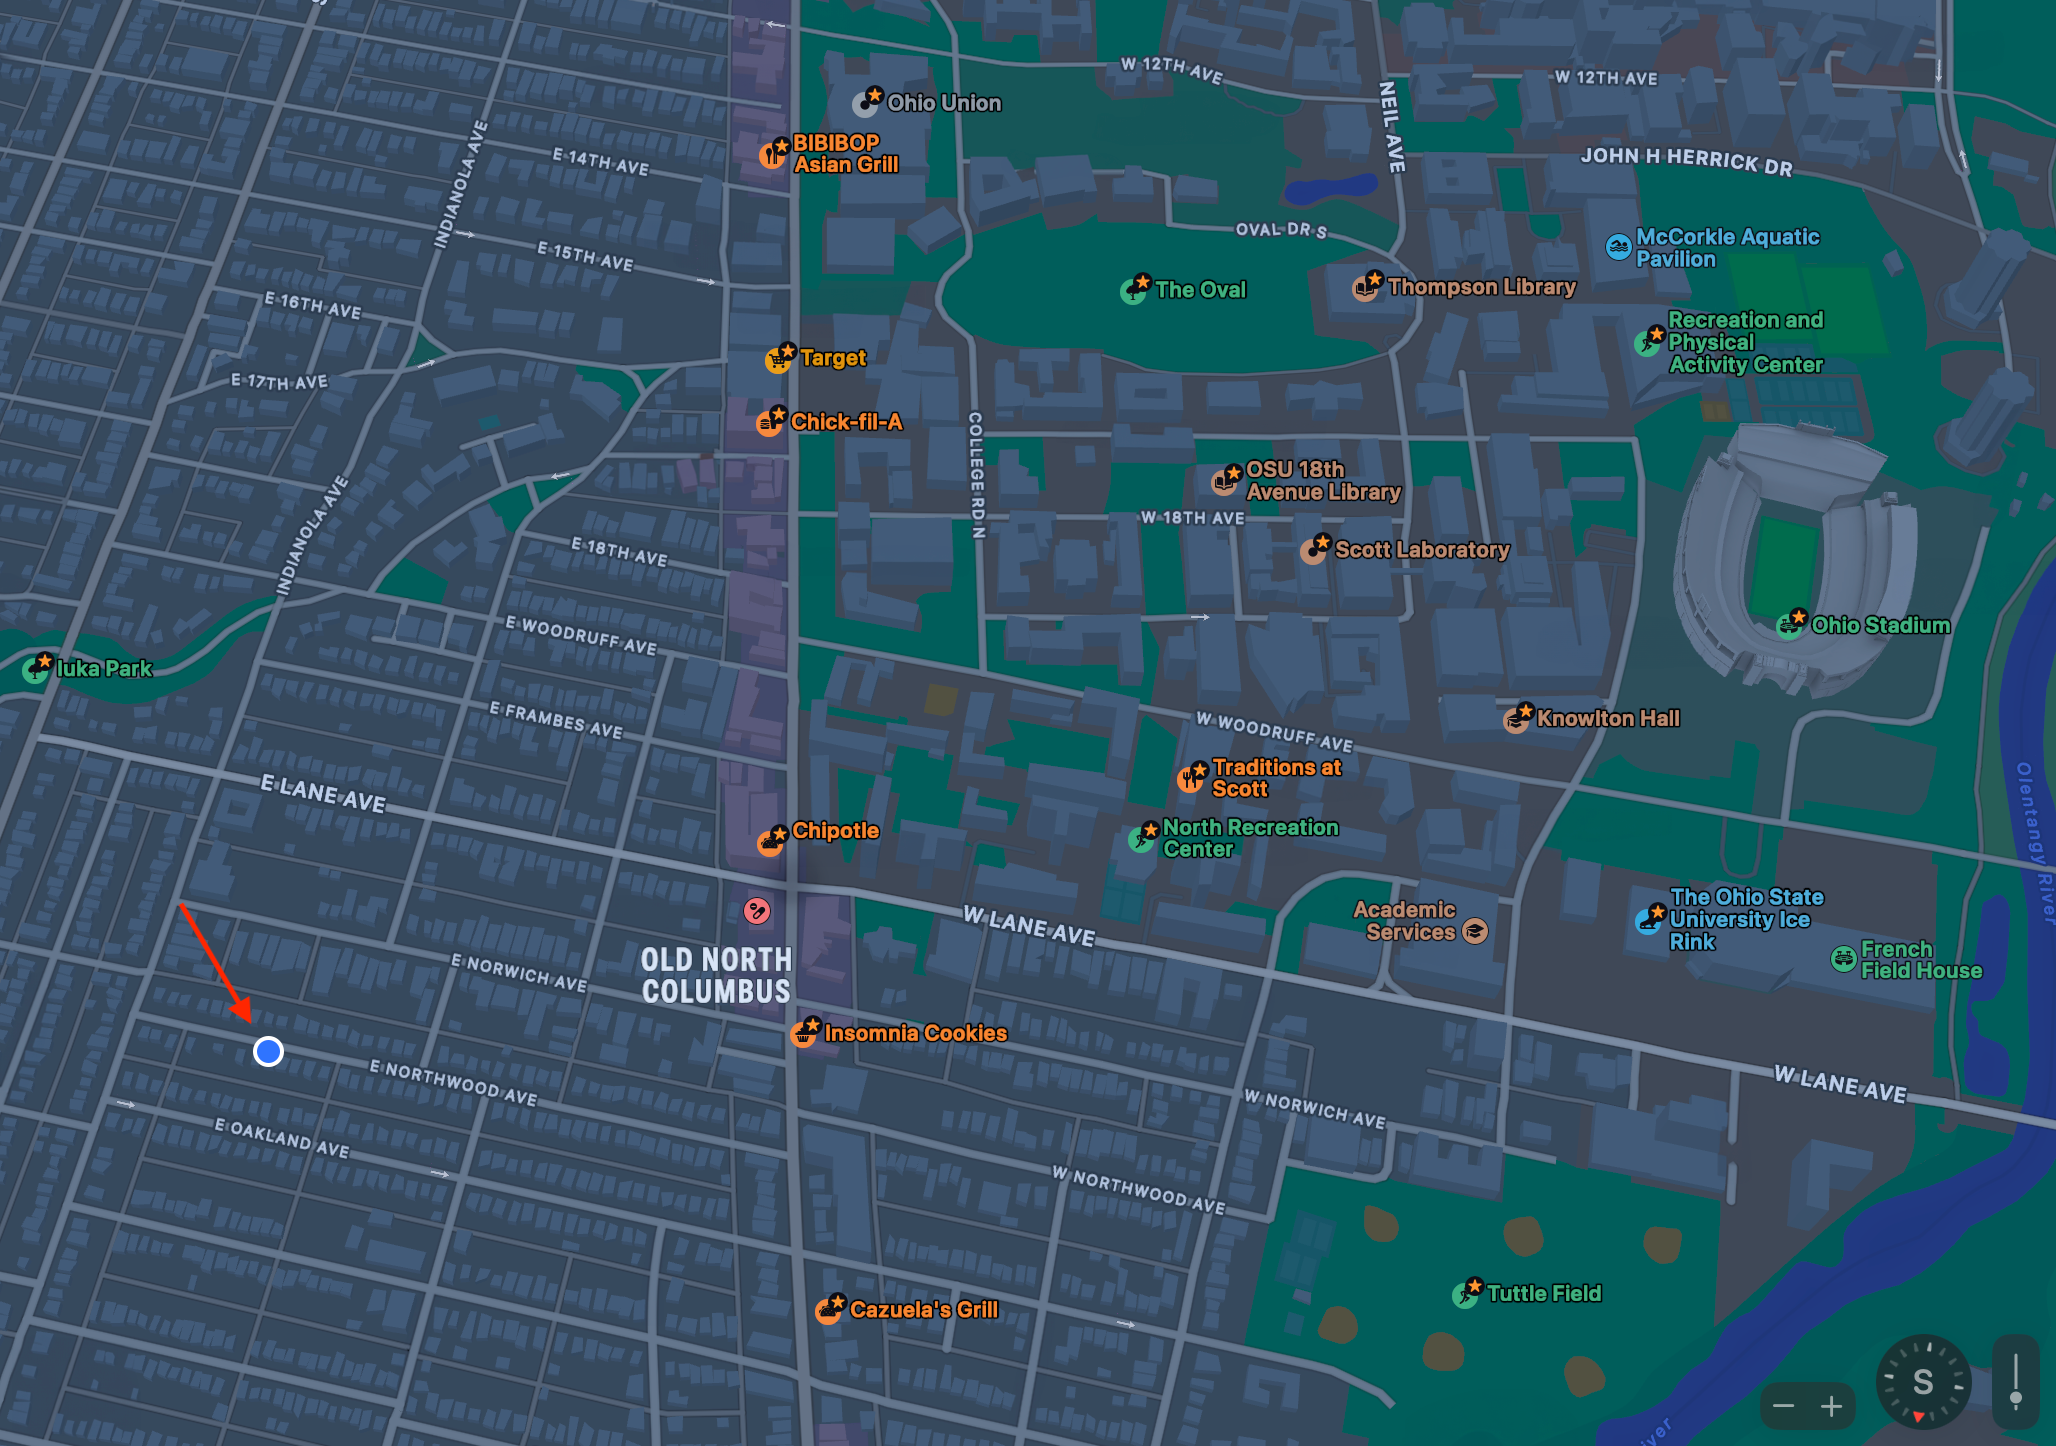 W 12TH AVE
W 12TH AVE
Ohio Union
NEIL AVE
BIBIBOP
Asian Grill
INDIANOLA AVE
E 14TH AVE
JOHN H HERRICK DR
OVAL DR S
McCorkle Aquatic
Pavilion
E 15TH AVE
The Oval
Thompson Library
E 16TH AVE
Recreation and
Physical
Activity Center
Target
E 17TH AVE
Chick-fil-A
COLLEGE RD N
OSU 18th
Avenue Library
W 18TH AVE
INDIANOLA AVE
E 18TH AVE
Scott Laboratory
Ohio Stadium
E WOODRUFF AVE
Iuka Park
E FRAMBES AVE
W WOODRUFF AVE
Knowlton Hall
Traditions at
Scott
E LANE AVE
Chipotle
North Recreation
Center
Olentangy River
W LANE AVE
Academic
Services
The Ohio State
University Ice
Rink
French
Field House
E NORWICH AVE
OLD NORTH
COLUMBUS
Insomnia Cookies
E NORTHWOOD AVE
W LANE AVE
W NORWICH AVE
E OAKLAND AVE
W NORTHWOOD AVE
Tuttle Field
Cazuela's Grill
S